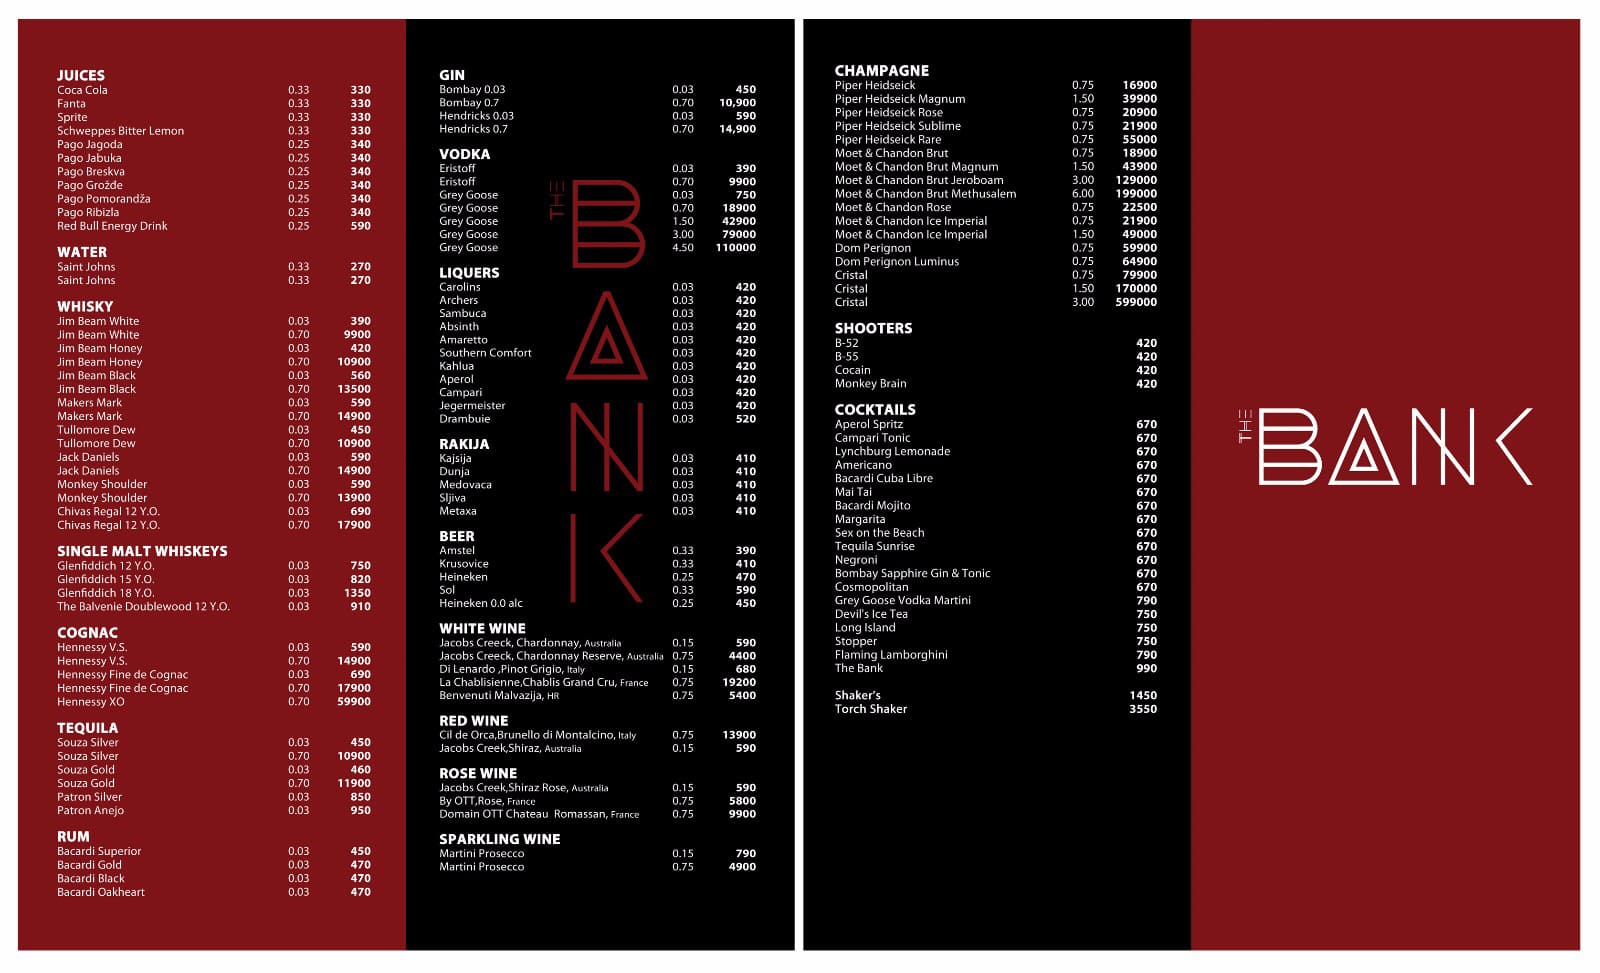 JUICES
Coca Cola 0.33 330
Fanta 0.33 330
Sprite 0.33 330
Schweppes Bitter Lemon 0.33 330
Pago Jagoda 0.25 340
Pago Jabuka 0.25 340
Pago Breskva 0.25 340
Pago Grožde 0.25 340
Pago Pomorandža 0.25 340
Pago Ribizla 0.25 340
Red Bull Energy Drink 0.25 590
WATER
Saint Johns 0.33 270
Saint Johns 0.33 270
WHISKY
Jim Beam White 0.03 390
Jim Beam White 0.70 9900
Jim Beam Honey 0.03 420
Jim Beam Honey 0.70 10900
Jim Beam Black 0.03 560
Jim Beam Black 0.70 13500
Makers Mark 0.03 590
Makers Mark 0.70 14900
Tullomore Dew 0.03 450
Tullomore Dew 0.70 10900
Jack Daniels 0.03 590
Jack Daniels 0.70 14900
Monkey Shoulder 0.03 590
Monkey Shoulder 0.70 13900
Chivas Regal 12 Y.O. 0.03 690
Chivas Regal 12 Y.O. 0.70 17900
SINGLE MALT WHISKEYS
Glenfiddich 12 Y.O. 0.03 750
Glenfiddich 15 Y.O. 0.03 820
Glenfiddich 18 Y.O. 0.03 1350
The Balvenie Doublewood 12 Y.O. 0.03 910
COGNAC
Hennessy V.S. 0.03 590
Hennessy V.S. 0.70 14900
Hennessy Fine de Cognac 0.03 690
Hennessy Fine de Cognac 0.70 17900
Hennessy XO 0.70 59900
TEQUILA
Souza Silver 0.03 450
Souza Silver 0.70 10900
Souza Gold 0.03 460
Souza Gold 0.70 11900
Patron Silver 0.03 850
Patron Anejo 0.03 950
RUM
Bacardi Superior 0.03 450
Bacardi Gold 0.03 470
Bacardi Black 0.03 470
Bacardi Oakheart 0.03 470
GIN
Bombay 0.03 0.03 450
Bombay 0.7 0.70 10,900
Hendricks 0.03 0.03 590
Hendricks 0.7 0.70 14,900
VODKA
Eristoff 0.03 390
Eristoff 0.70 9900
Grey Goose 0.03 750
Grey Goose 0.70 18900
Grey Goose 1.50 42900
Grey Goose 3.00 79000
Grey Goose 4.50 110000
LIQUERS
Carolins 0.03 420
Archers 0.03 420
Sambuca 0.03 420
Absinth 0.03 420
Amaretto 0.03 420
Southern Comfort 0.03 420
Kahlua 0.03 420
Aperol 0.03 420
Campari 0.03 420
Jegermeister 0.03 420
Drambuie 0.03 520
RAKIJA
Kajsija 0.03 410
Dunja 0.03 410
Medovaca 0.03 410
Sljiva 0.03 410
Metaxa 0.03 410
BEER
Amstel 0.33 390
Krusovice 0.33 410
Heineken 0.25 470
Sol 0.33 590
Heineken 0.0 alc 0.25 450
WHITE WINE
Jacobs Creeck, Chardonnay, Australia 0.15 590
Jacobs Creeck, Chardonnay Reserve, Australia 0.75 4400
Di Lenardo ,Pinot Grigio, Italy 0.15 680
La Chablisienne,Chablis Grand Cru, France 0.75 19200
Benvenuti Malvazija, HR 0.75 5400
RED WINE
Cil de Orca,Brunello di Montalcino, Italy 0.75 13900
Jacobs Creek,Shiraz, Australia 0.15 590
ROSE WINE
Jacobs Creek,Shiraz Rose, Australia 0.15 590
By OTT,Rose, France 0.75 5800
Domain OTT Chateau Romassan, France 0.75 9900
SPARKLING WINE
Martini Prosecco 0.15 790
Martini Prosecco 0.75 4900
THE BANK
CHAMPAGNE
Piper Heidseick 0.75 16900
Piper Heidseick Magnum 1.50 39900
Piper Heidseick Rose 0.75 20900
Piper Heidseick Sublime 0.75 21900
Piper Heidseick Rare 0.75 55000
Moet & Chandon Brut 0.75 18900
Moet & Chandon Brut Magnum 1.50 43900
Moet & Chandon Brut Jeroboam 3.00 129000
Moet & Chandon Brut Methusalem 6.00 199000
Moet & Chandon Rose 0.75 22500
Moet & Chandon Ice Imperial 0.75 21900
Moet & Chandon Ice Imperial 1.50 49000
Dom Perignon 0.75 59900
Dom Perignon Luminus 0.75 64900
Cristal 0.75 79900
Cristal 1.50 170000
Cristal 3.00 599000
SHOOTERS
B-52 420
B-55 420
Cocain 420
Monkey Brain 420
COCKTAILS
Aperol Spritz 670
Campari Tonic 670
Lynchburg Lemonade 670
Americano 670
Bacardi Cuba Libre 670
Mai Tai 670
Bacardi Mojito 670
Margarita 670
Sex on the Beach 670
Tequila Sunrise 670
Negroni 670
Bombay Sapphire Gin & Tonic 670
Cosmopolitan 670
Grey Goose Vodka Martini 790
Devil's Ice Tea 750
Long Island 750
Stopper 750
Flaming Lamborghini 790
The Bank 990
Shaker's 1450
Torch Shaker 3550
THE BANK